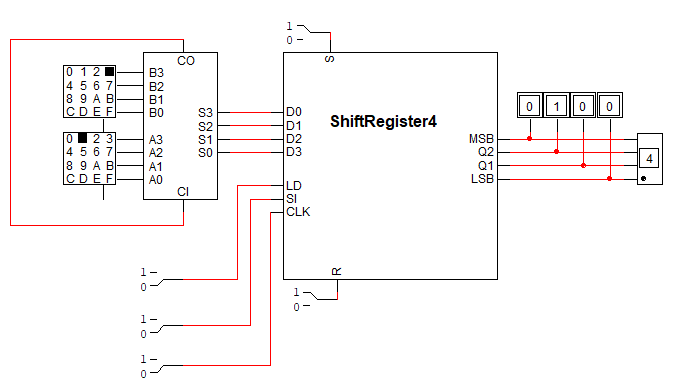 1
0
CO
S
0 1 2
4 5 6 7
8 9 A B
C D E F
B3
B2
B1
B0
2 3
0
4 5 6 7
8 9 A B
C D E F
A3
A2
A1
A0
S3
S2
S1
S0
CI
D0
D1
D2
D3
LD
SI
CLK
ShiftRegister4
MSB
Q2
Q1
LSB
R
0 1 0 0
4
1
0
1
0
1
0
1
0